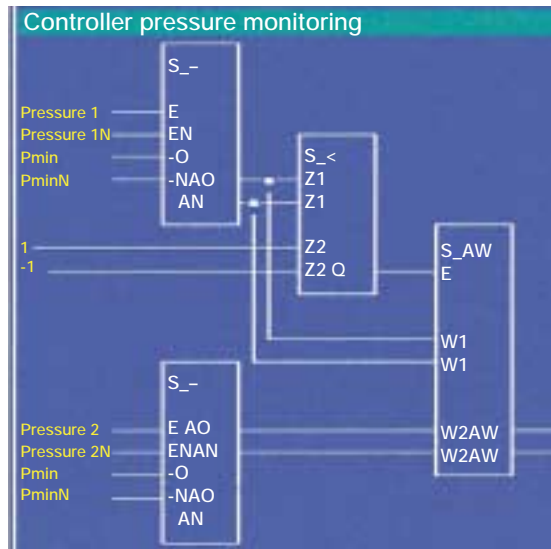 Controller pressure monitoring
S_–
Pressure 1 E
Pressure 1N EN
Pmin -O
PminN -NAO
AN
S_<
Z1
Z1
1 Z2
-1 Z2 Q
S_AW
E
W1
W1
S_–
Pressure 2 E AO
Pressure 2N ENAN
Pmin -O
PminN -NAO
AN
W2AW
W2AW